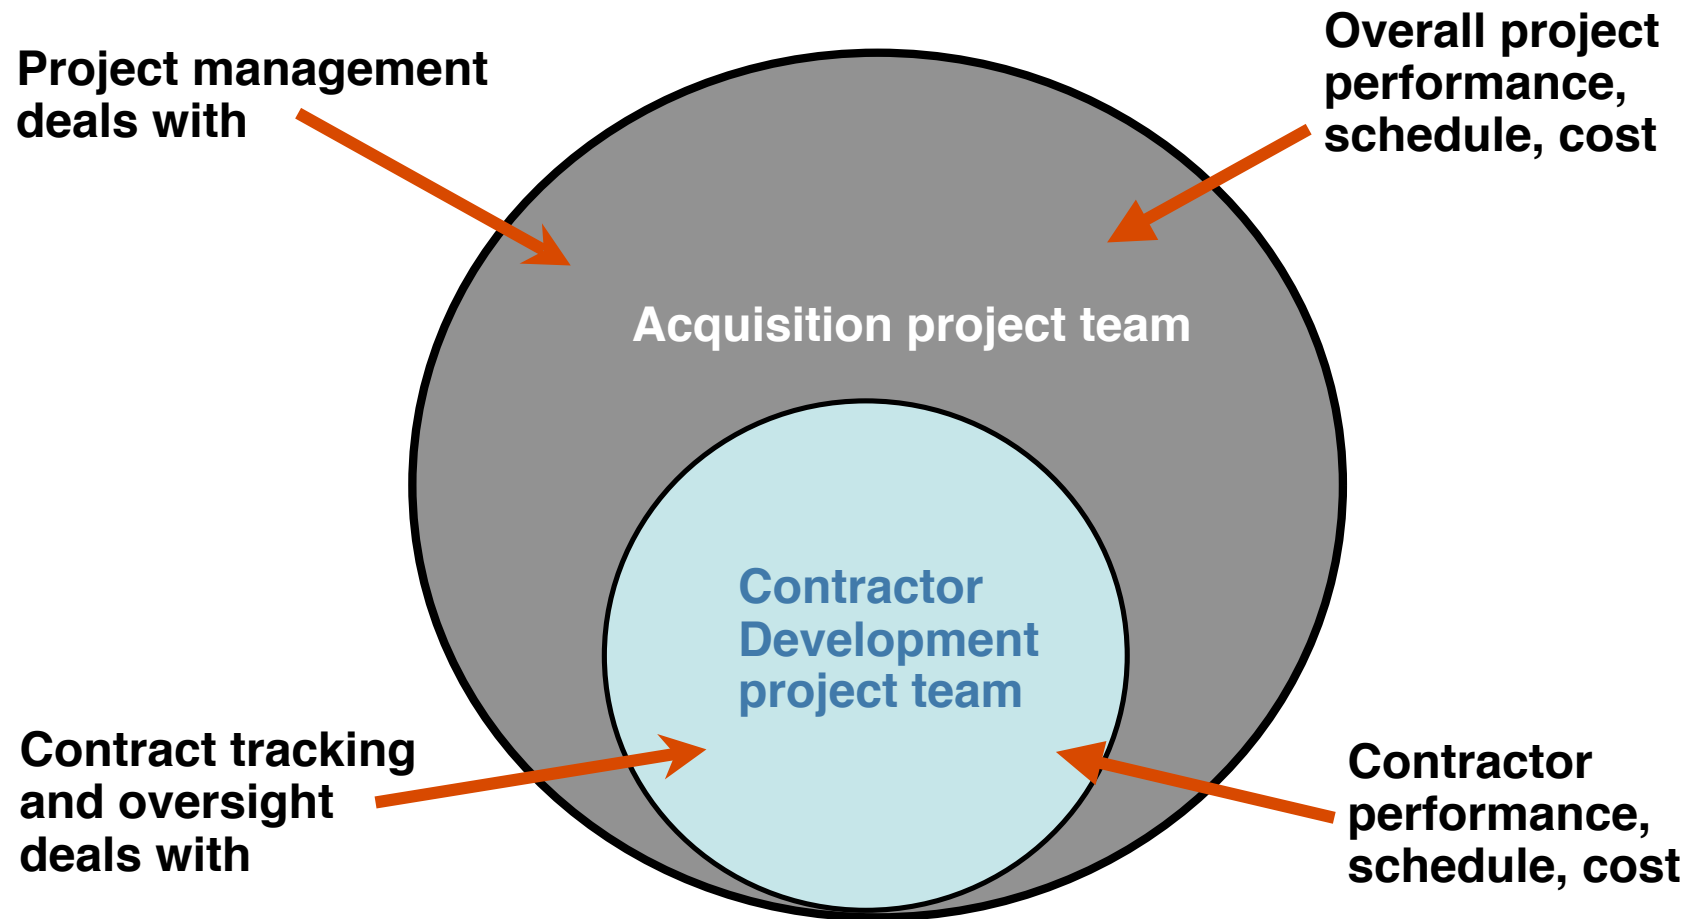 Project management
deals with
Overall project
performance,
schedule, cost
Acquisition project team
Contractor
Development
project team
Contract tracking
and oversight
deals with
Contractor
performance,
schedule, cost